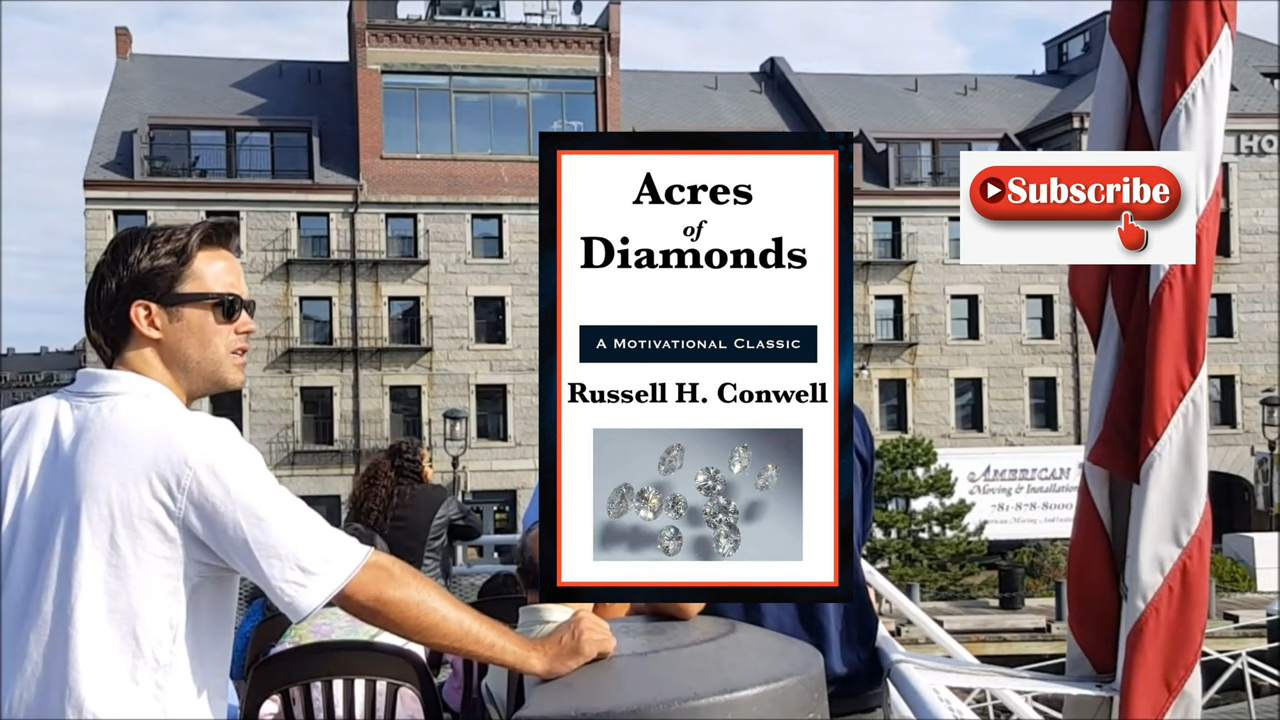 Acres
of
Diamonds
A MOTIVATIONAL CLASSIC
Russell H. Conwell
Subscribe
HO
AMERICAN
Moving & Installation
781-878-8000